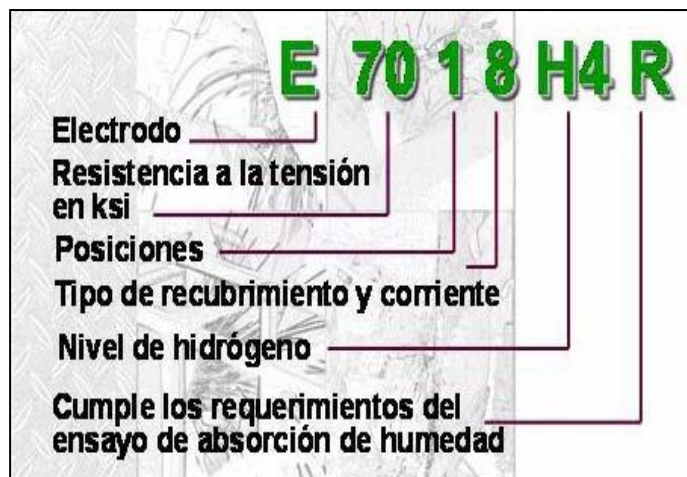 E 70 1 8 H4 R
Electrodo
Resistencia a la tensión
en ksi
Posiciones
Tipo de recubrimiento y corriente
Nivel de hidrógeno
Cumple los requerimientos del
ensayo de absorción de humedad